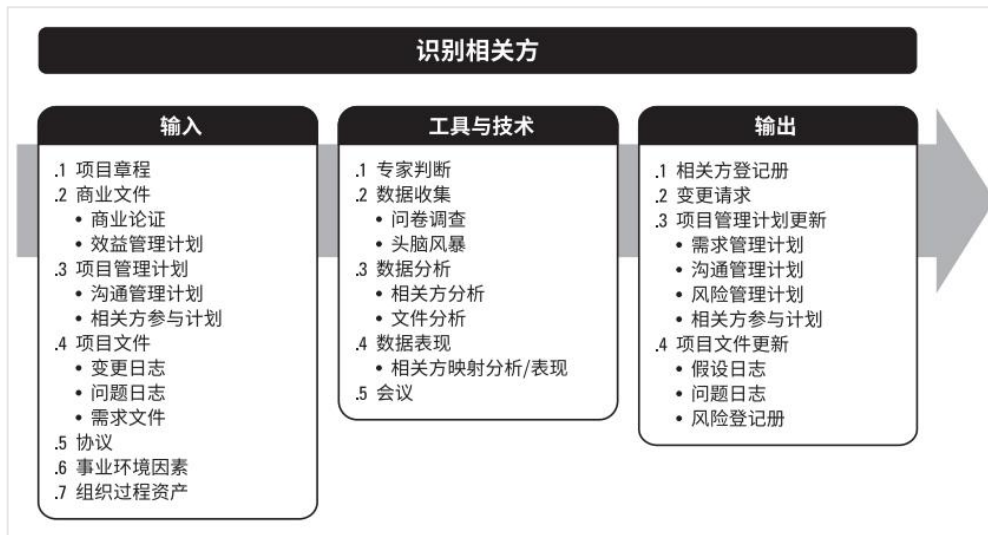 识别相关方
输入
.1 项目章程
.2 商业文件
• 商业论证
• 效益管理计划
.3 项目管理计划
• 沟通管理计划
• 相关方参与计划
.4 项目文件
• 变更日志
• 问题日志
• 需求文件
.5 协议
.6 事业环境因素
.7 组织过程资产
工具与技术
.1 专家判断
.2 数据收集
• 问卷调查
• 头脑风暴
.3 数据分析
• 相关方分析
• 文件分析
.4 数据表现
• 相关方映射分析/表现
.5 会议
输出
.1 相关方登记册
.2 变更请求
.3 项目管理计划更新
• 需求管理计划
• 沟通管理计划
• 风险管理计划
• 相关方参与计划
.4 项目文件更新
• 假设日志
• 问题日志
• 风险登记册